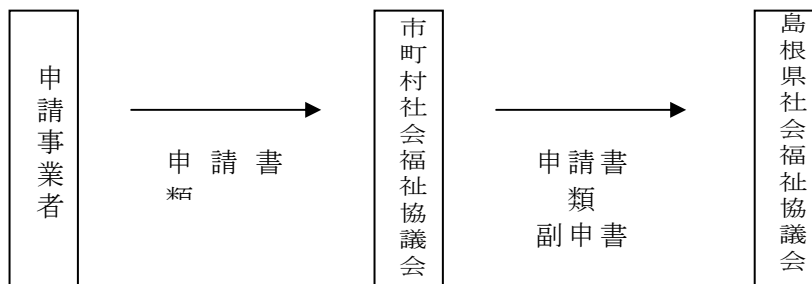 申請事業者
申請書
類
市町村社会福祉協議会
申請書
類
副申書
島根県社会福祉協議会